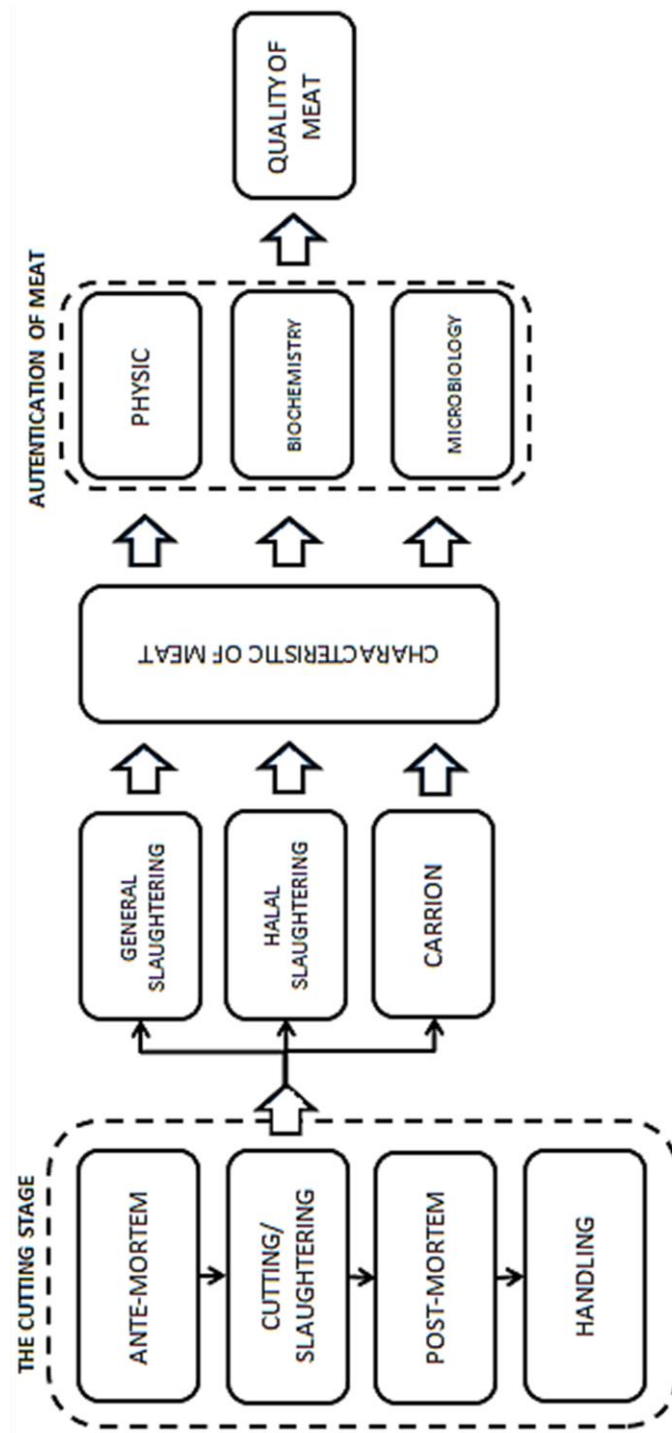 THE CUTTING STAGE
ANTE-MORTEM
CUTTING/
SLAUGHTERING
POST-MORTEM
HANDLING
GENERAL
SLAUGHTERING
HALAL
SLAUGHTERING
CARRION
CHARACTERISTIC OF MEAT
AUTENTICATION OF MEAT
PHYSIC
BIOCHEMISTRY
MICROBIOLOGY
QUALITY OF
MEAT